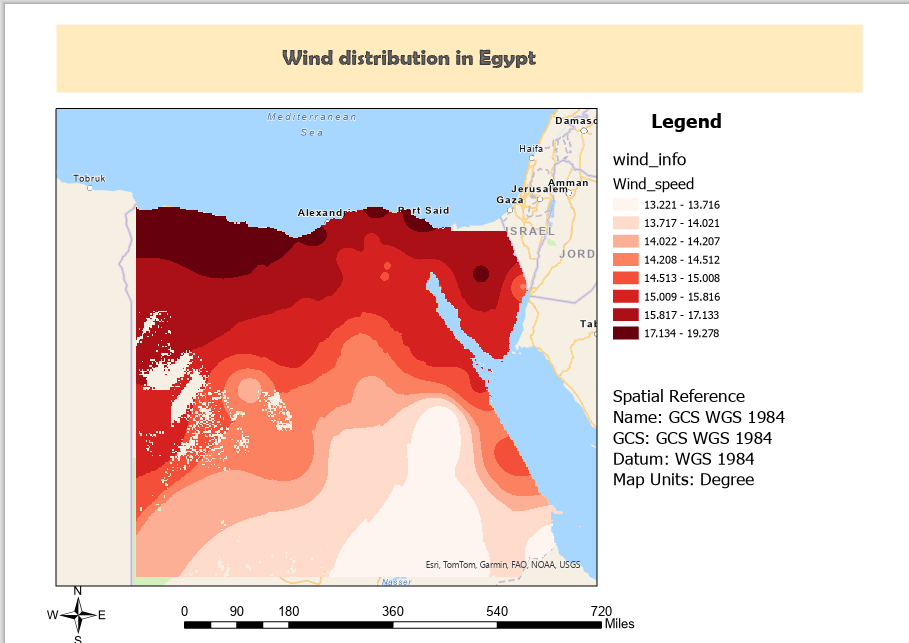 Wind distribution in Egypt
Mediterranean
Sea
Damasc
Haifa
Tobruk
Amman
Jerusalem
Gaza
Alexandri
Port Said
ISRAEL
JORD
Tab
Esri, TomTom, Garmin, FAO, NOAA, USGS
Nasser
Legend
wind_info
Wind_speed
13.221 - 13.716
13.717 - 14.021
14.022 - 14.207
14.208 - 14.512
14.513 - 15.008
15.009 - 15.816
15.817 - 17.133
17.134 - 19.278
Spatial Reference
Name: GCS WGS 1984
GCS: GCS WGS 1984
Datum: WGS 1984
Map Units: Degree
N
W E
S
0 90 180 360 540 720
Miles